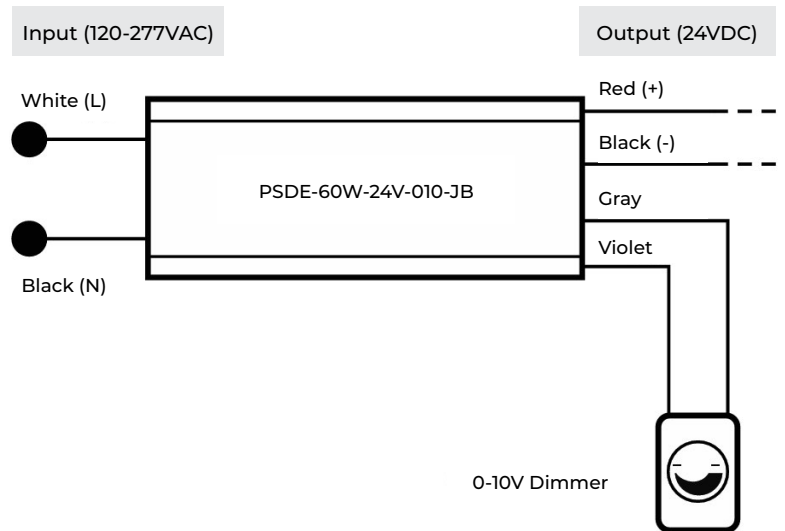 Input (120-277VAC)
Output (24VDC)
White (L)
Red (+)
Black (-)
PSDE-60W-24V-010-JB
Gray
Violet
Black (N)
0-10V Dimmer